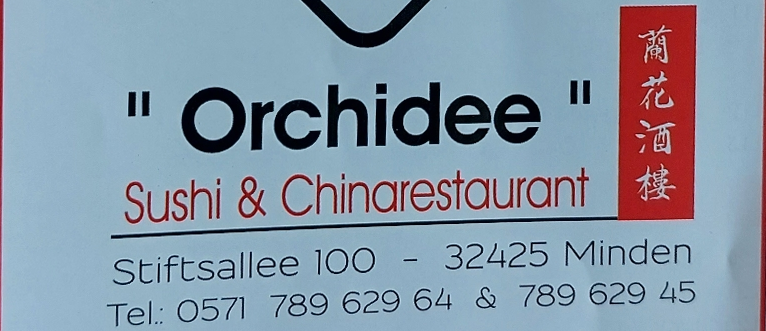 " Orchidee "
蘭花酒樓
Sushi & Chinarestaurant
Stiftsallee 100 - 32425 Minden
Tel.: 0571 789 629 64 & 789 629 45